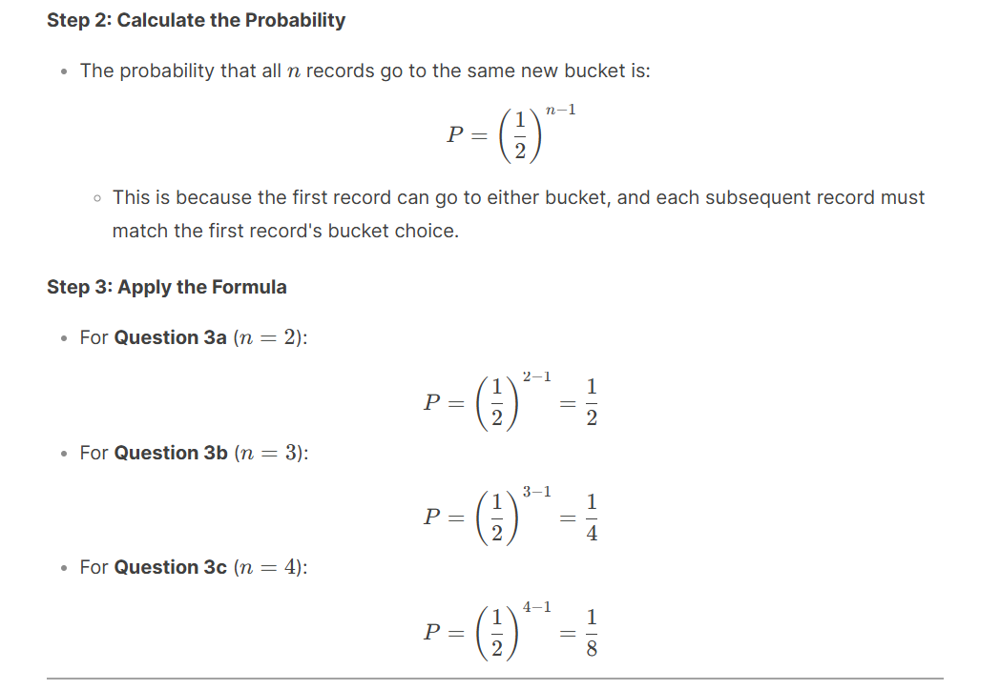 Step 2: Calculate the Probability
• The probability that all n records go to the same new bucket is:
P = (1/2)^{n−1}
◦ This is because the first record can go to either bucket, and each subsequent record must
match the first record's bucket choice.
Step 3: Apply the Formula
• For Question 3a (n = 2):
P = (1/2)^{2−1} = 1/2
• For Question 3b (n = 3):
P = (1/2)^{3−1} = 1/4
• For Question 3c (n = 4):
P = (1/2)^{4−1} = 1/8